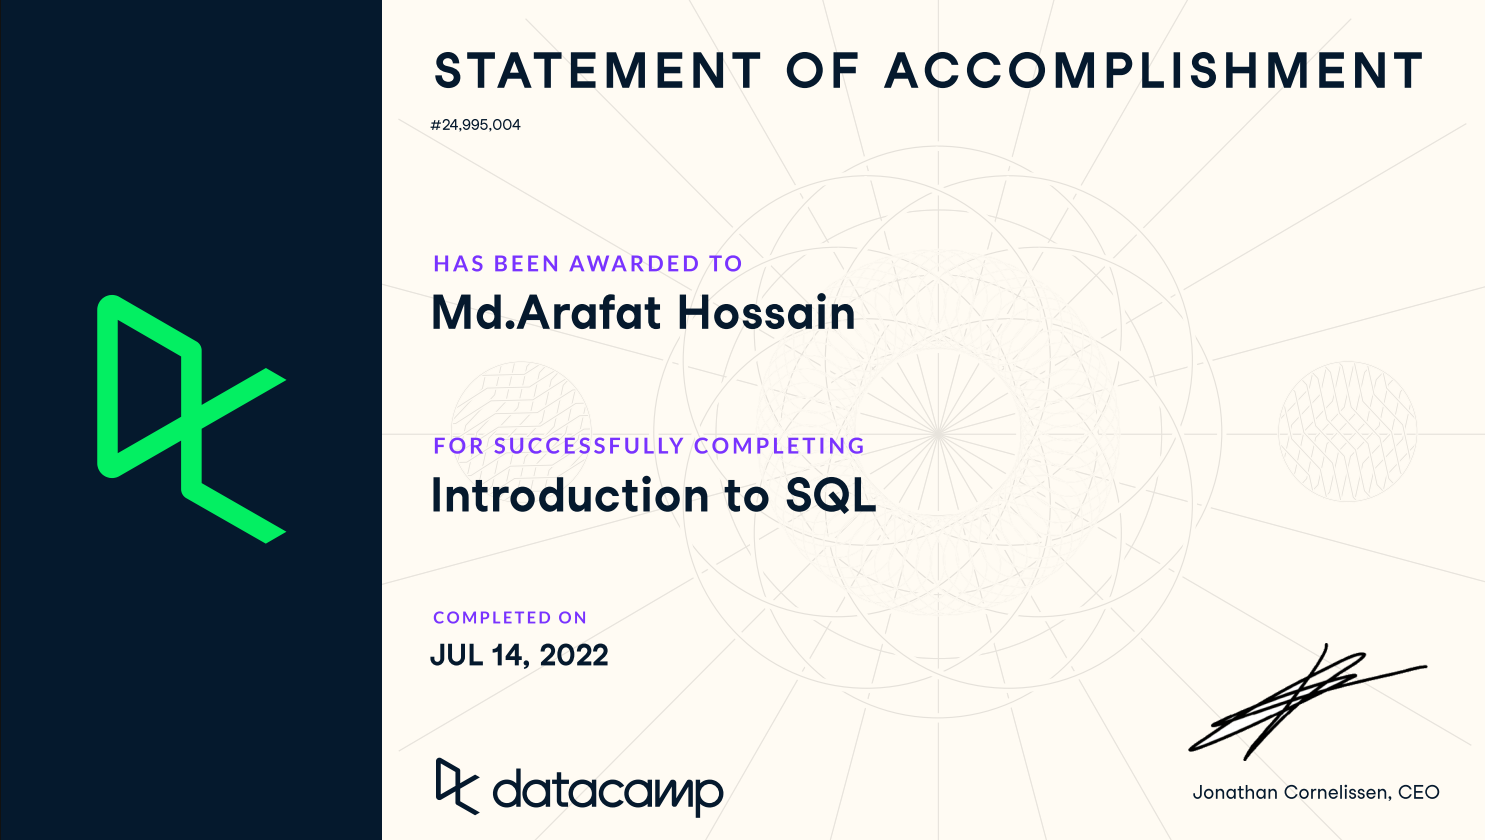 STATEMENT OF ACCOMPLISHMENT
#24,995,004
HAS BEEN AWARDED TO
Md.Arafat Hossain
FOR SUCCESSFULLY COMPLETING
Introduction to SQL
COMPLETED ON
JUL 14, 2022
datacamp
Jonathan Cornelissen, CEO